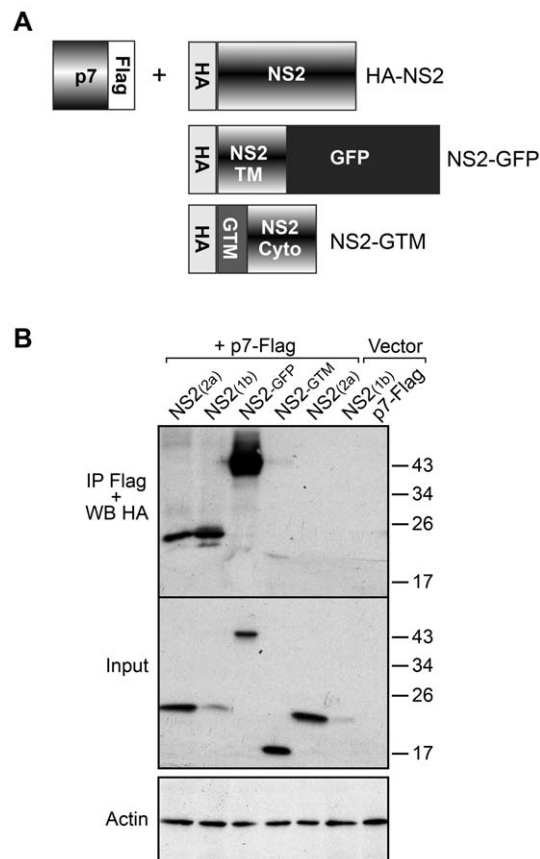 A
p7
Flag
+
HA
NS2
HA-NS2
HA
NS2
TM
GFP
NS2-GFP
HA
GTM
NS2
Cyto
NS2-GTM
B
+ p7-Flag
Vector
NS2(2a)
NS2(1b)
NS2-GFP
NS2-GTM
NS2(2a)
NS2(1b)
p7-Flag
IP Flag
+
WB HA
43
34
26
17
Input
43
34
26
17
Actin